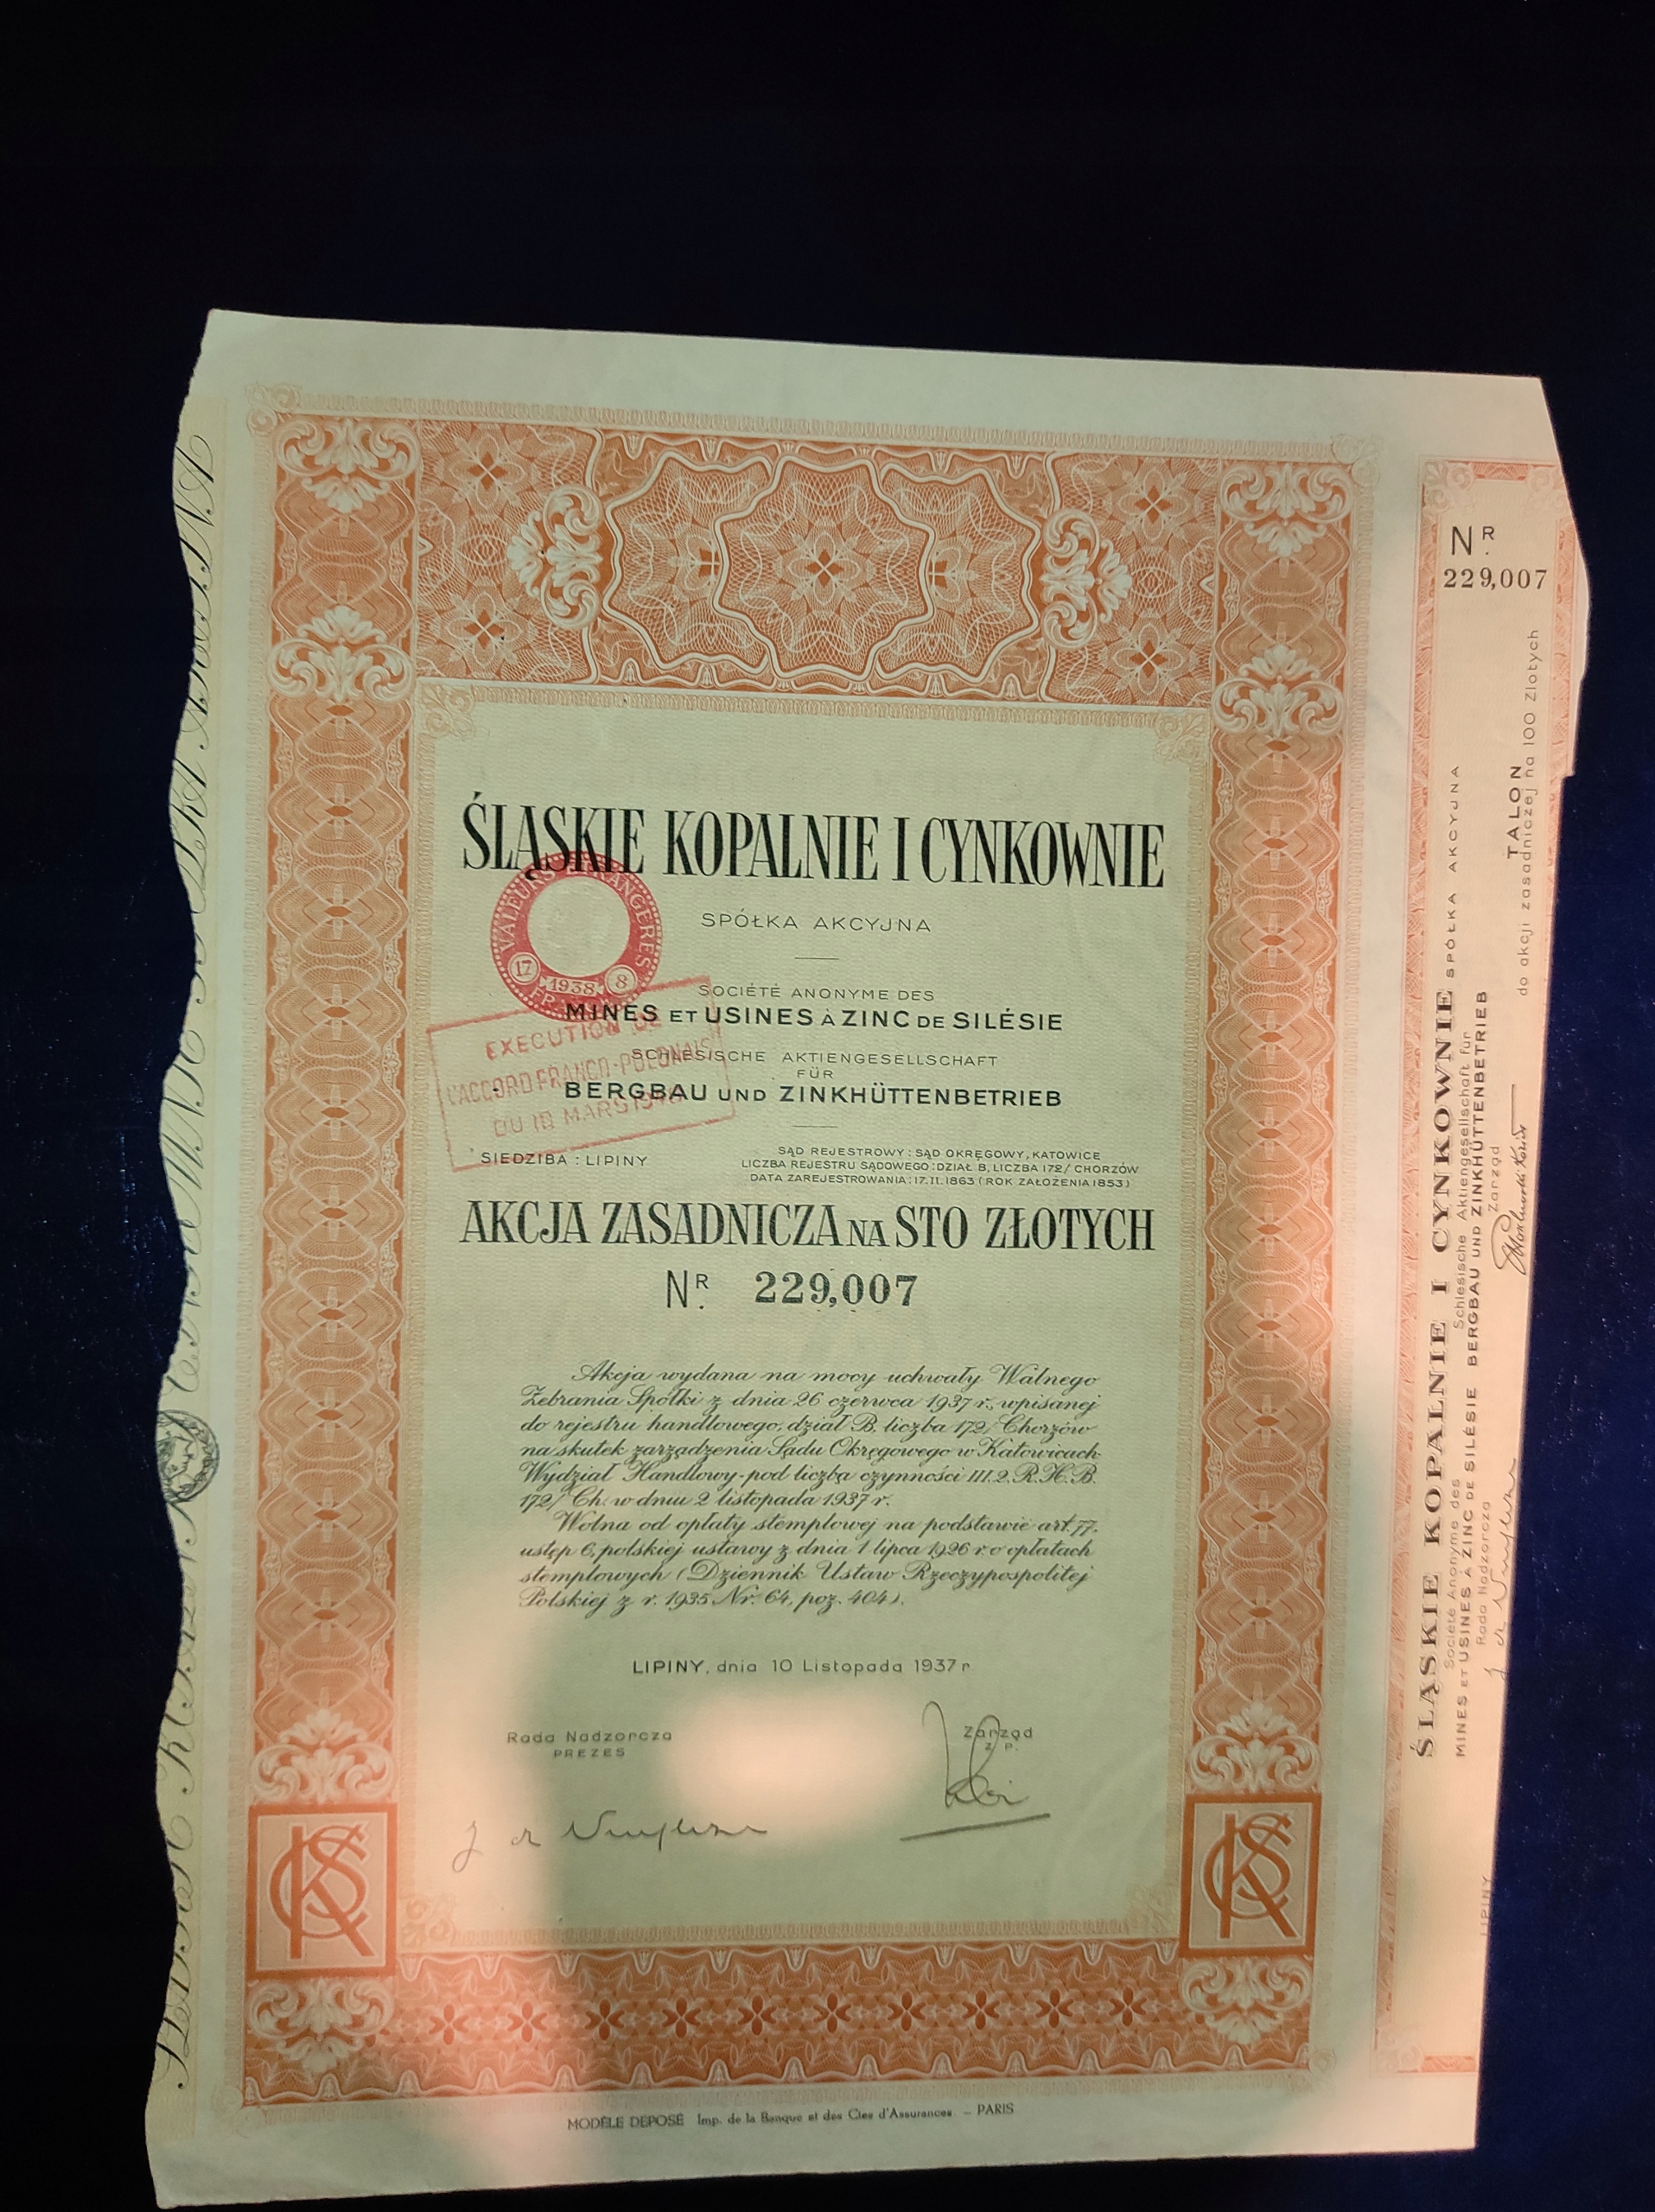 ŚLĄSKIE KOPALNIE I CYNKOWNIE
SPÓŁKA AKCYJNA
VALEURS ETRANGERES
17 1938 8
SOCIÉTÉ ANONYME DES
MINES ET USINES À ZINC DE SILÉSIE
EXECUTION DE
L'ACCORD FRANCO-POLONAIS
DU 19 MARS 1948
SCHLESISCHE AKTIENGESELLSCHAFT
FÜR
BERGBAU UND ZINKHÜTTENBETRIEB
SIEDZIBA : LIPINY
SĄD REJESTROWY : SĄD OKRĘGOWY, KATOWICE
LICZBA REJESTRU SĄDOWEGO : DZIAŁ B, LICZBA 172/ CHORZÓW
DATA ZAREJESTROWANIA : 17.II.1863 ( ROK ZAŁOŻENIA 1853 )
AKCJA ZASADNICZA NA STO ZŁOTYCH
NR. 229,007
Akcja wydana na mocy uchwały Walnego
Zebrania Spółki z dnia 26 czerwca 1937 r., wpisanej
do rejestru handlowego, dział B. liczba 172/ Chorzów
na skutek zarządzenia Sądu Okręgowego w Katowicach
Wydział Handlowy-pod liczbą czynności III.2. R.H.B.
172/ Ch. w dniu 2 listopada 1937 r.
Wolna od opłaty stemplowej na podstawie art. 77,
ustęp 6, polskiej ustawy z dnia 1 lipca 1926 r. o opłatach
stemplowych ( Dziennik Ustaw Rzeczypospolitej
Polskiej z r. 1935 Nr. 64, poz. 404 ).
LIPINY, dnia 10 Listopada 1937 r
Rada Nadzorcza
PREZES
Zarząd
z. P.
MODÈLE DÉPOSÉ Imp. de la Banque et des Cies d'Assurances - PARIS
NR.
229,007
TALON
do akcji zasadniczej na 100 Złotych
ŚLĄSKIE KOPALNIE I CYNKOWNIE SPÓŁKA AKCYJNA
Société Anonyme des
MINES ET USINES À ZINC DE SILÉSIE
Schlesische Aktiengesellschaft für
BERGBAU UND ZINKHÜTTENBETRIEB
Rada Nadzorcza
Zarząd
LIPINY